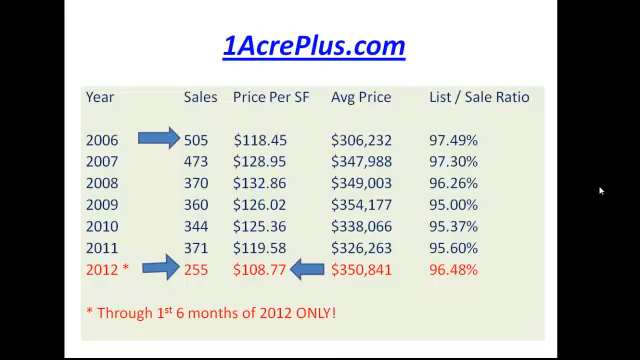 1AcrePlus.com
Year Sales Price Per SF Avg Price List / Sale Ratio
2006 505 $118.45 $306,232 97.49%
2007 473 $128.95 $347,988 97.30%
2008 370 $132.86 $349,003 96.26%
2009 360 $126.02 $354,177 95.00%
2010 344 $125.36 $338,066 95.37%
2011 371 $119.58 $326,263 95.60%
2012 * 255 $108.77 $350,841 96.48%
* Through 1st 6 months of 2012 ONLY!